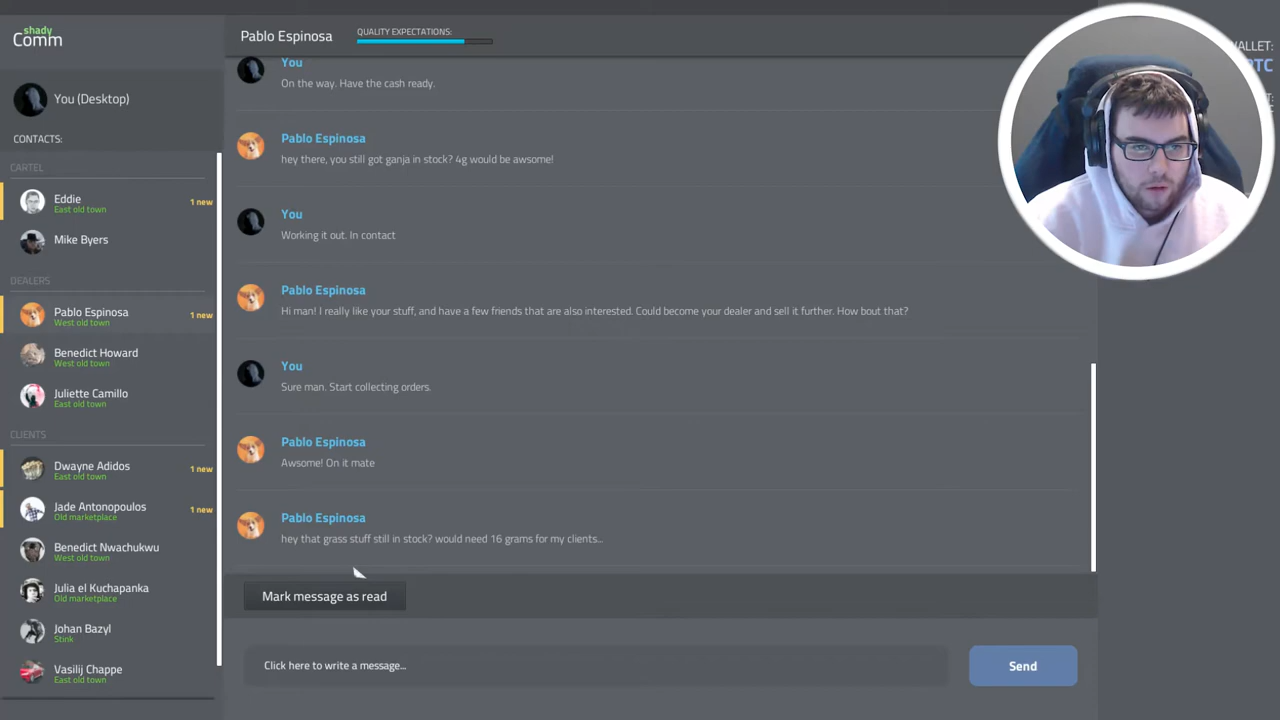 shady
Comm
You (Desktop)
CONTACTS:
CARTEL
Eddie
East old town
1 new
Mike Byers
DEALERS
Pablo Espinosa
West old town
1 new
Benedict Howard
West old town
Juliette Camillo
East old town
CLIENTS
Dwayne Adidos
East old town
1 new
Jade Antonopoulos
Old marketplace
1 new
Benedict Nwachukwu
West old town
Julia el Kuchapanka
Old marketplace
Johan Bazyl
Stink
Vasilij Chappe
East old town
Pablo Espinosa
QUALITY EXPECTATIONS:
You
On the way. Have the cash ready.
Pablo Espinosa
hey there, you still got ganja in stock? 4g would be awsome!
You
Working it out. In contact
Pablo Espinosa
Hi man! I really like your stuff, and have a few friends that are also interested. Could become your dealer and sell it further. How bout that?
You
Sure man. Start collecting orders.
Pablo Espinosa
Awsome! On it mate
Pablo Espinosa
hey that grass stuff still in stock? would need 16 grams for my clients...
Mark message as read
Click here to write a message...
Send